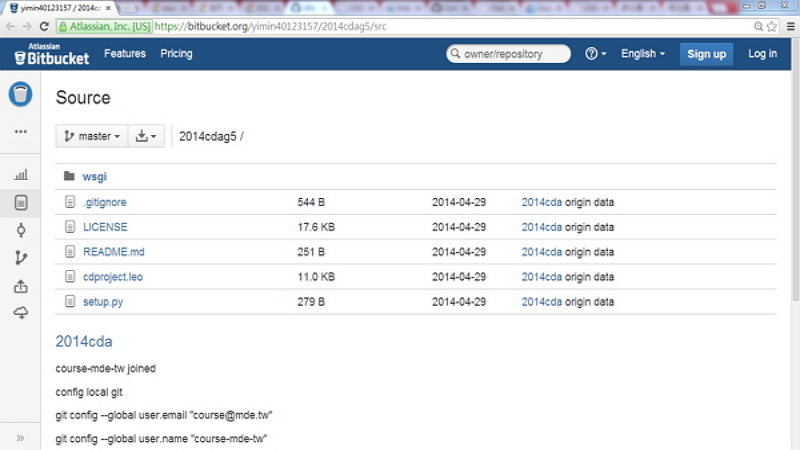 yimin40123157 / 2014c
Atlassian, Inc. [US] https://bitbucket.org/yimin40123157/2014cdag5/src
Atlassian
Bitbucket Features Pricing owner/repository English Sign up Log in
Source
master 2014cdag5 /
wsgi
.gitignore 544 B 2014-04-29 2014cda origin data
LICENSE 17.6 KB 2014-04-29 2014cda origin data
README.md 251 B 2014-04-29 2014cda origin data
cdproject.leo 11.0 KB 2014-04-29 2014cda origin data
setup.py 279 B 2014-04-29 2014cda origin data
2014cda
course-mde-tw joined
config local git
git config --global user.email "course@mde.tw"
git config --global user.name "course-mde-tw"